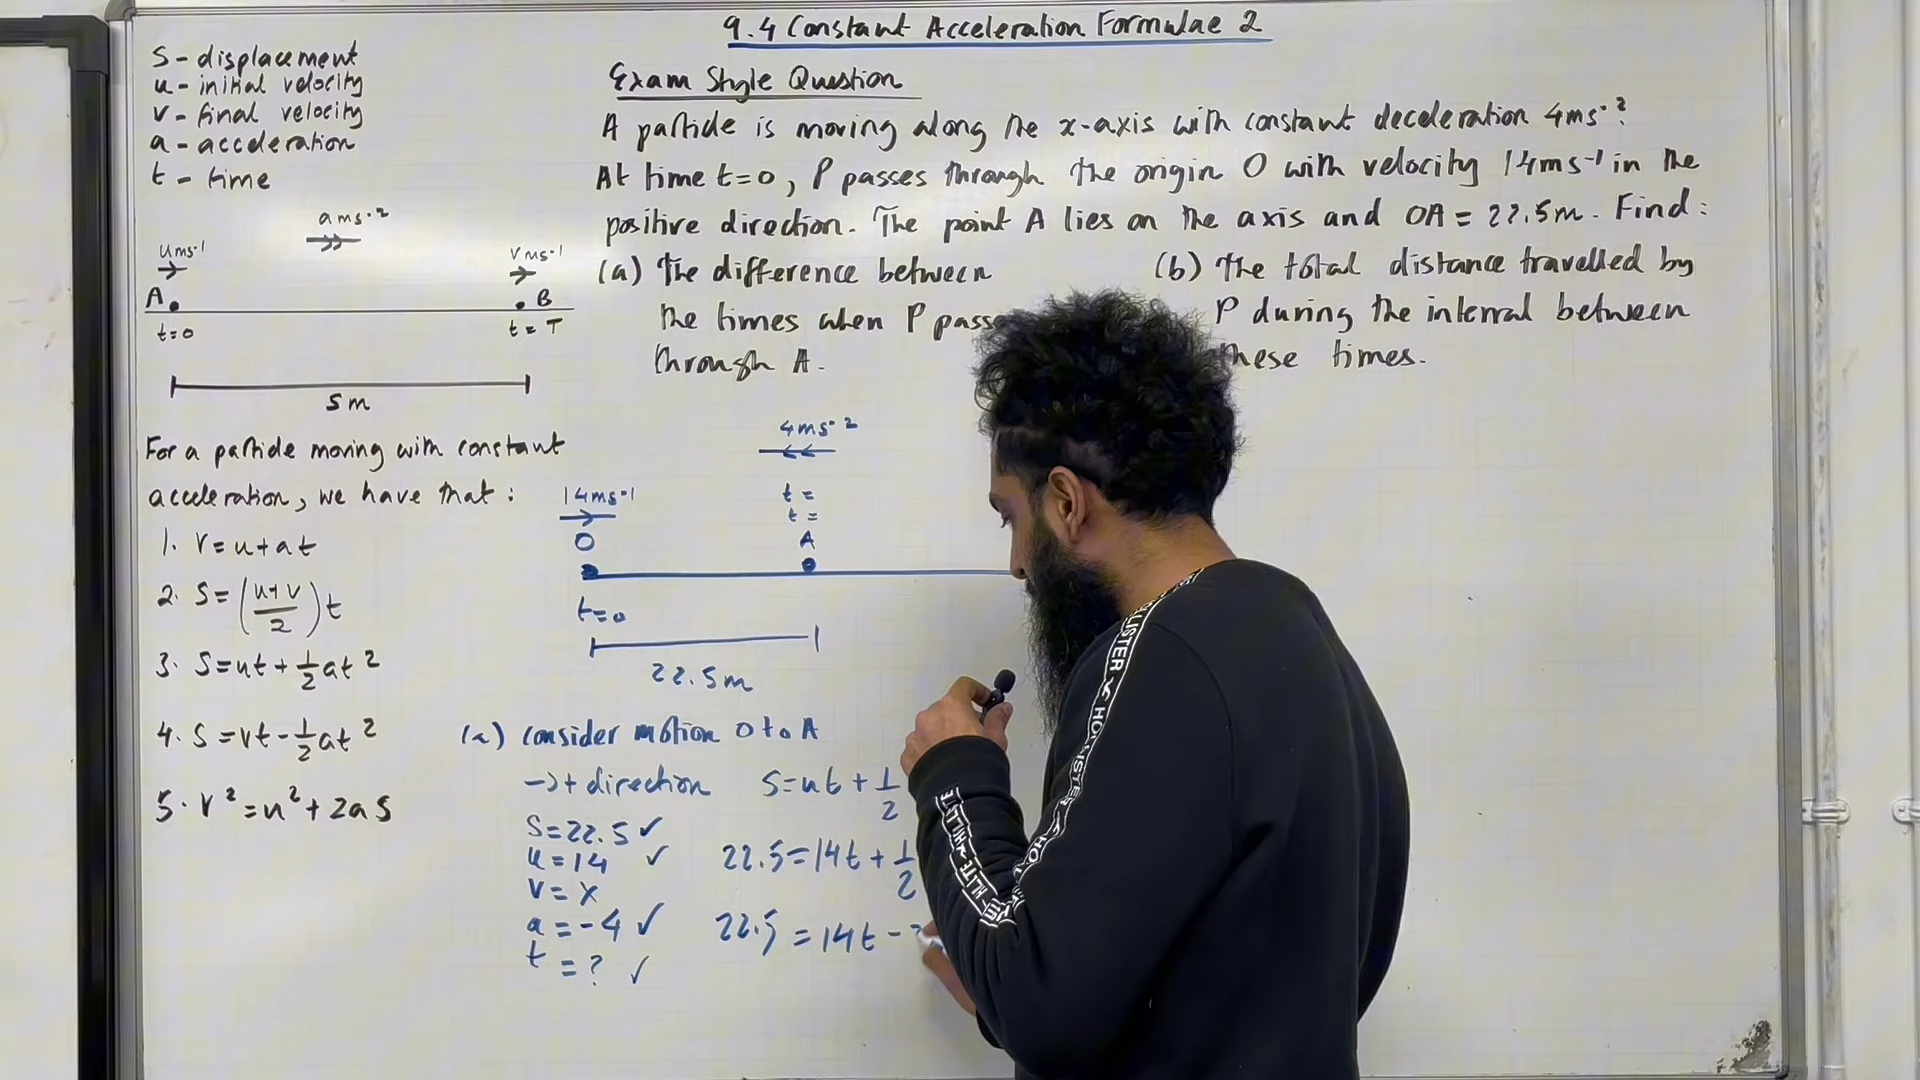 9.4 Constant Acceleration Formulae 2
S - displacement
u - initial velocity
v - final velocity
a - acceleration
t - time
ams-2
ums-1
vms-1
A
B
t=0
t=T
sm
For a particle moving with constant
acceleration, we have that:
1. v=u+at
2. S=(u+v/2)t
3. S=ut+1/2at²
4. S=vt-1/2at²
5. v²=u²+2as
Exam Style Question
A particle is moving along the x-axis with constant deceleration 4ms-2.
At time t=0, P passes through the origin O with velocity 14ms-1 in the
positive direction. The point A lies on the axis and OA = 22.5m. Find:
(a) The difference between
the times when P
through A.
(b) The total distance travelled by
P during the interval between
these times.
4ms-2
14ms-1
t=
t=
O
A
t=0
22.5m
(a) consider motion O to A
→+ direction
S=22.5 ✓
u=14 ✓
v=x
a=-4 ✓
t=? ✓
S=ut+1/2
22.5=14t+1/2
22.5=14t-
HOLLISTER